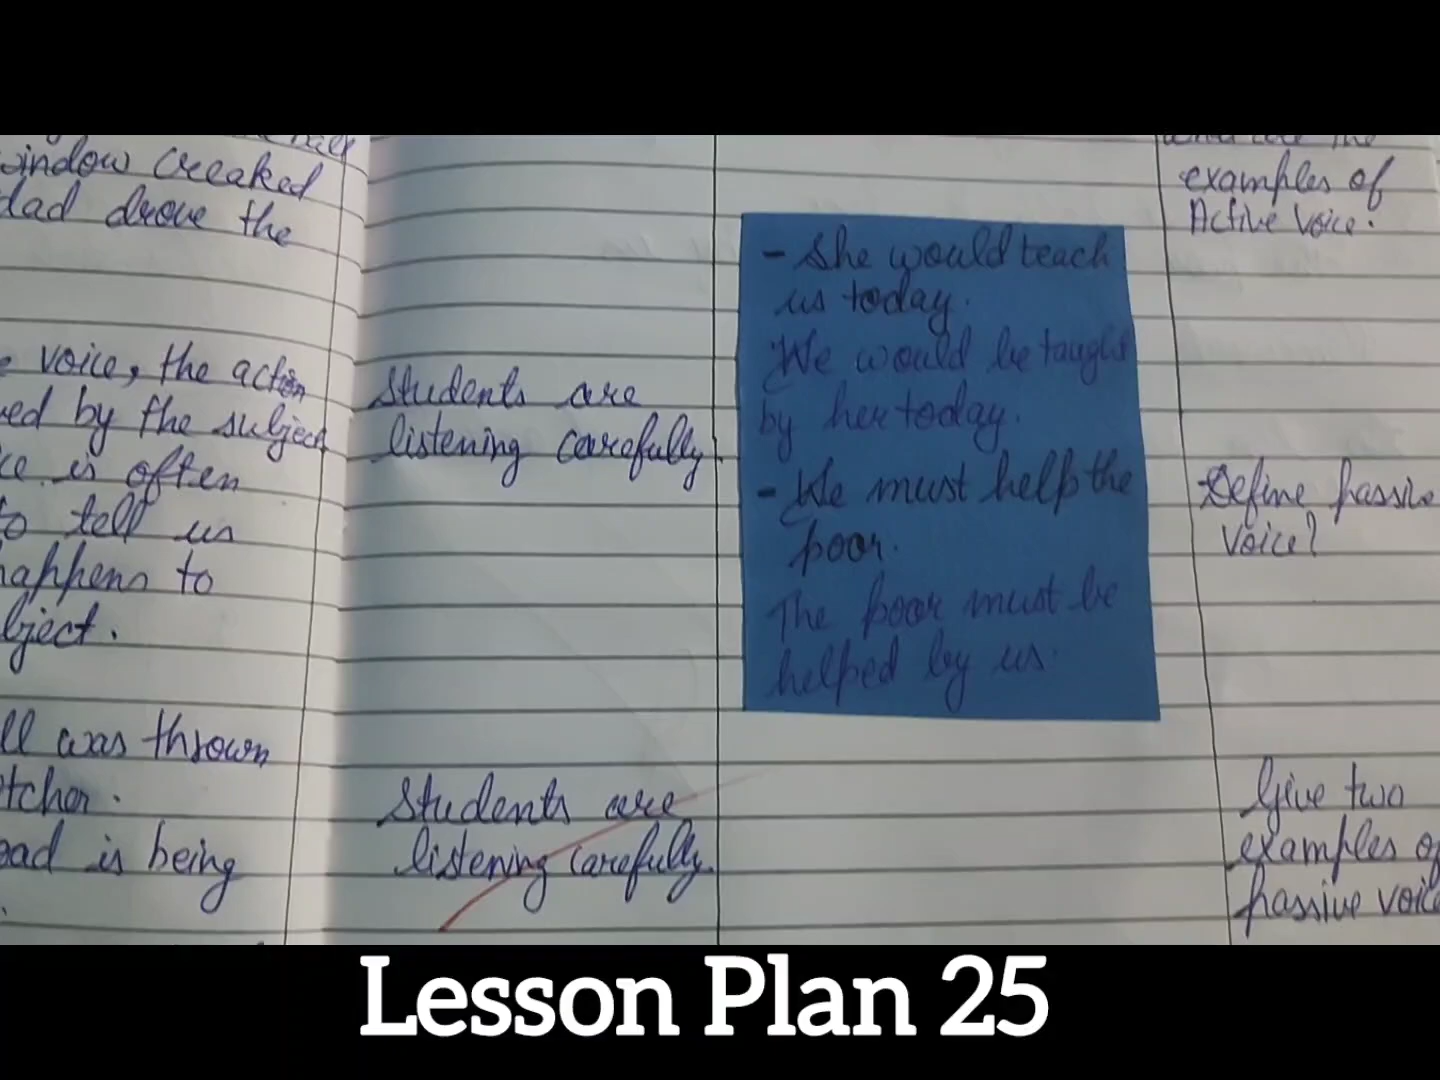 window creaked
dad drove the
voice, the action
by the subject
is often
to tell us
happens to
was thrown
is being
Students are
listening carefully.
Students are
listening carefully.
- She would teach
us today.
We would be taught
by her today.
- We must help the
poor.
The poor must be
helped by us.
examples of
Active Voice.
Define passive
Voice?
Give two
examples of
passive voice
Lesson Plan 25